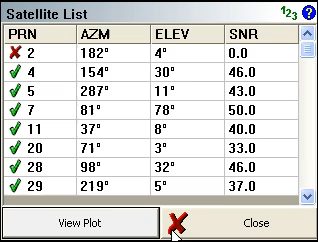 Satellite List 123 ?
PRN AZM ELEV SNR
2 182° 4° 0.0
4 154° 30° 46.0
5 287° 11° 43.0
7 81° 78° 50.0
11 37° 8° 40.0
20 71° 3° 33.0
28 98° 32° 46.0
29 219° 5° 37.0
View Plot Close